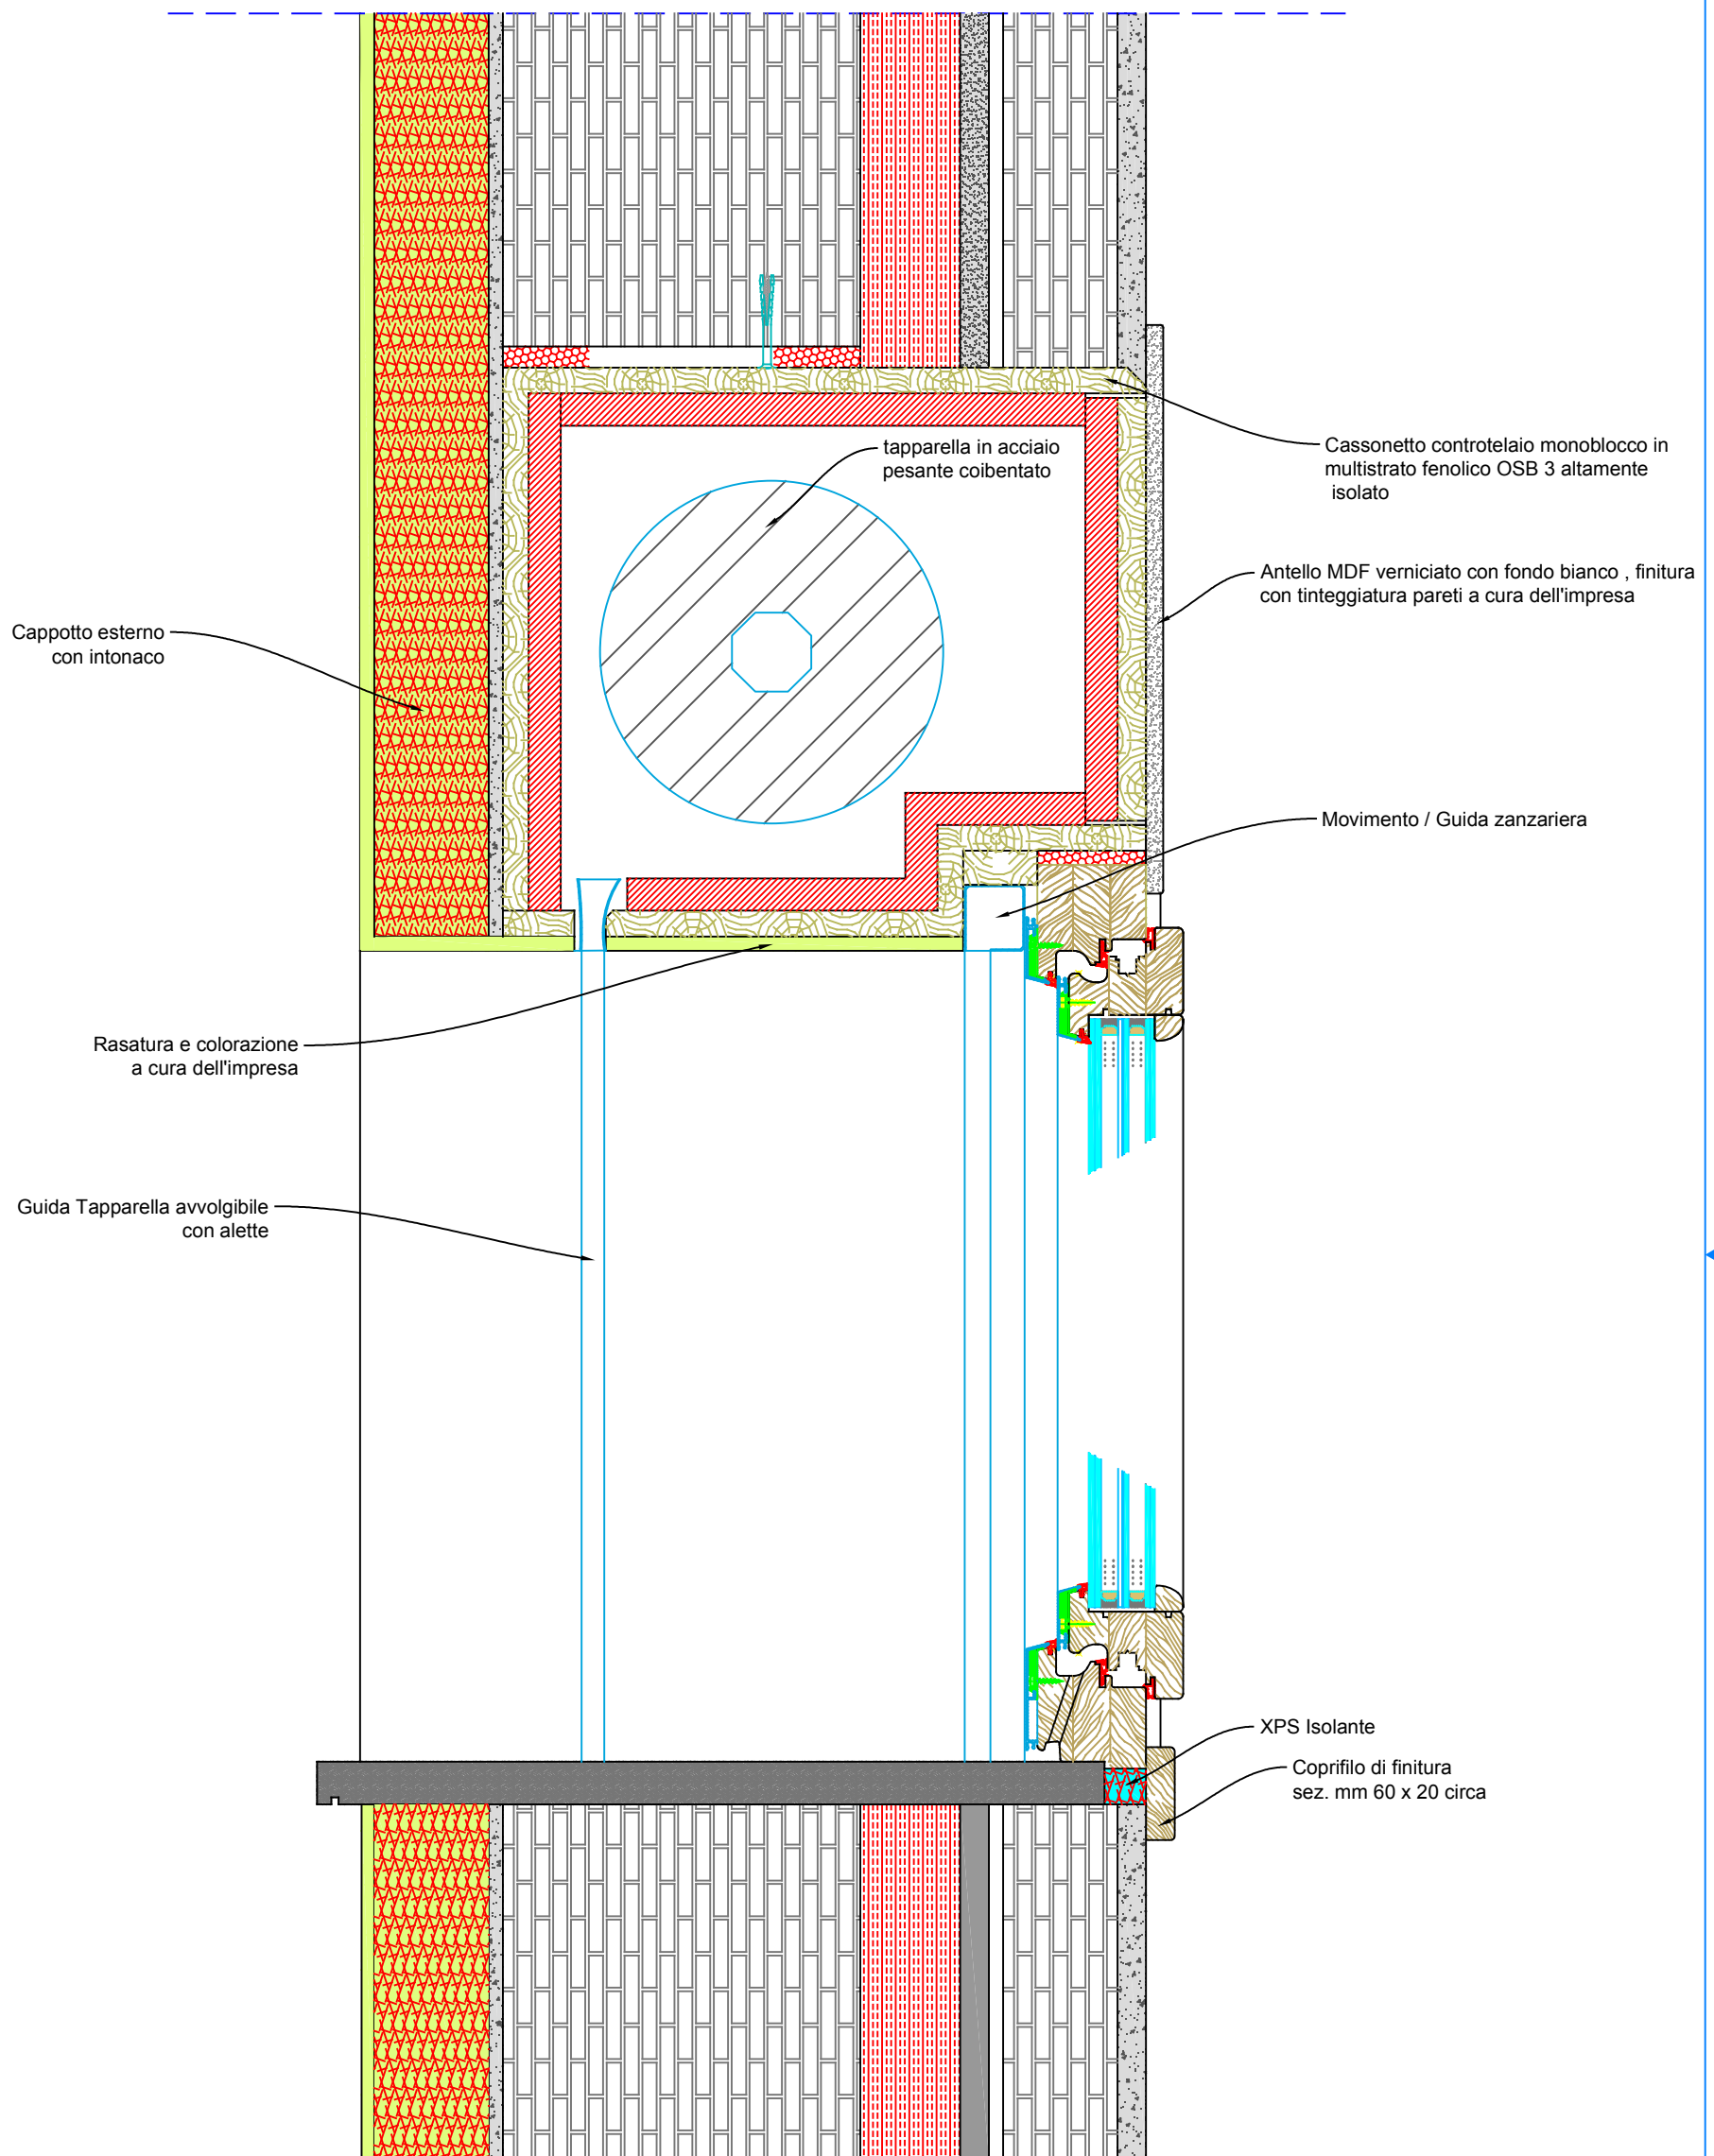 tapparella in acciaio
pesante coibentato
Cassonetto controtelaio monoblocco in
multistrato fenolico OSB 3 altamente
isolato
Antello MDF verniciato con fondo bianco , finitura
con tinteggiatura pareti a cura dell'impresa
Cappotto esterno
con intonaco
Movimento / Guida zanzariera
Rasatura e colorazione
a cura dell'impresa
Guida Tapparella avvolgibile
con alette
XPS Isolante
Coprifilo di finitura
sez. mm 60 x 20 circa